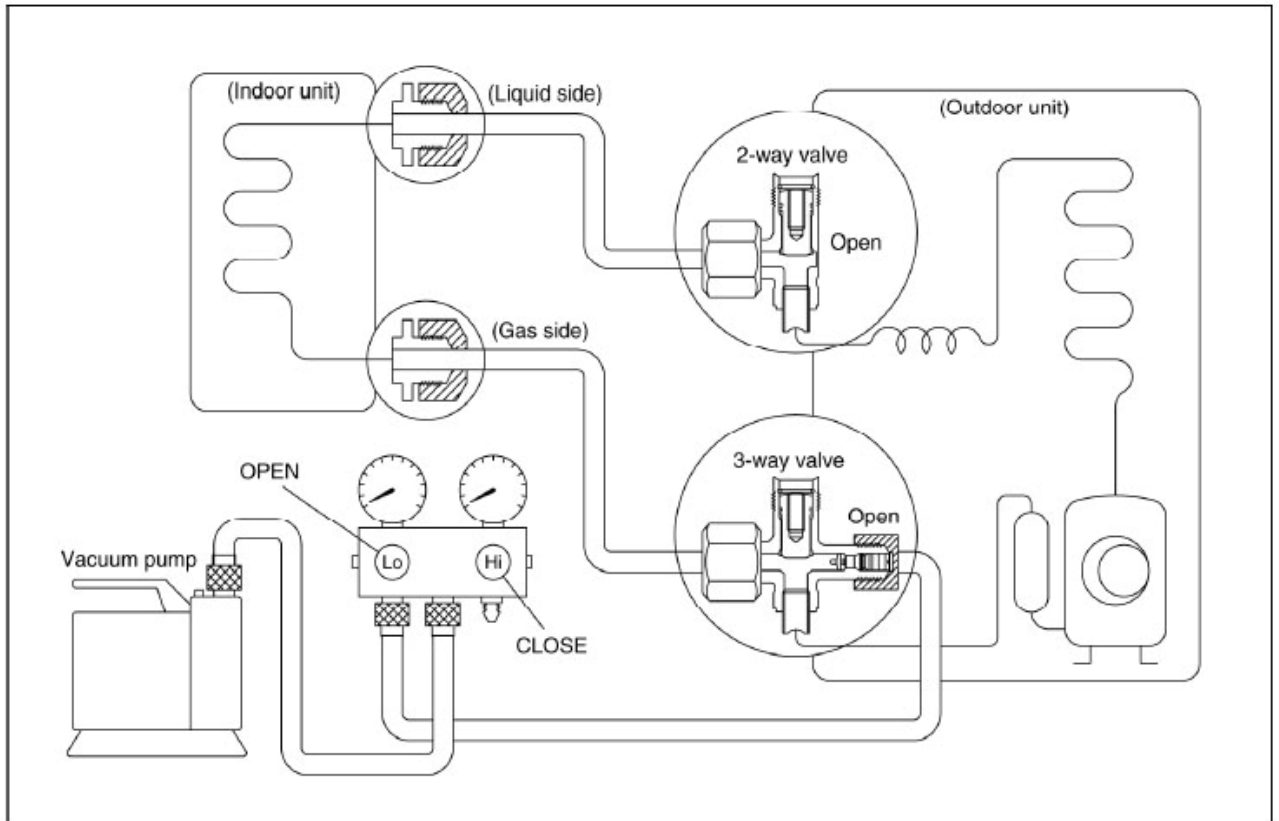 (Indoor unit)
(Liquid side)
(Outdoor unit)
2-way valve
Open
(Gas side)
3-way valve
Open
OPEN
Vacuum pump
Lo
Hi
CLOSE